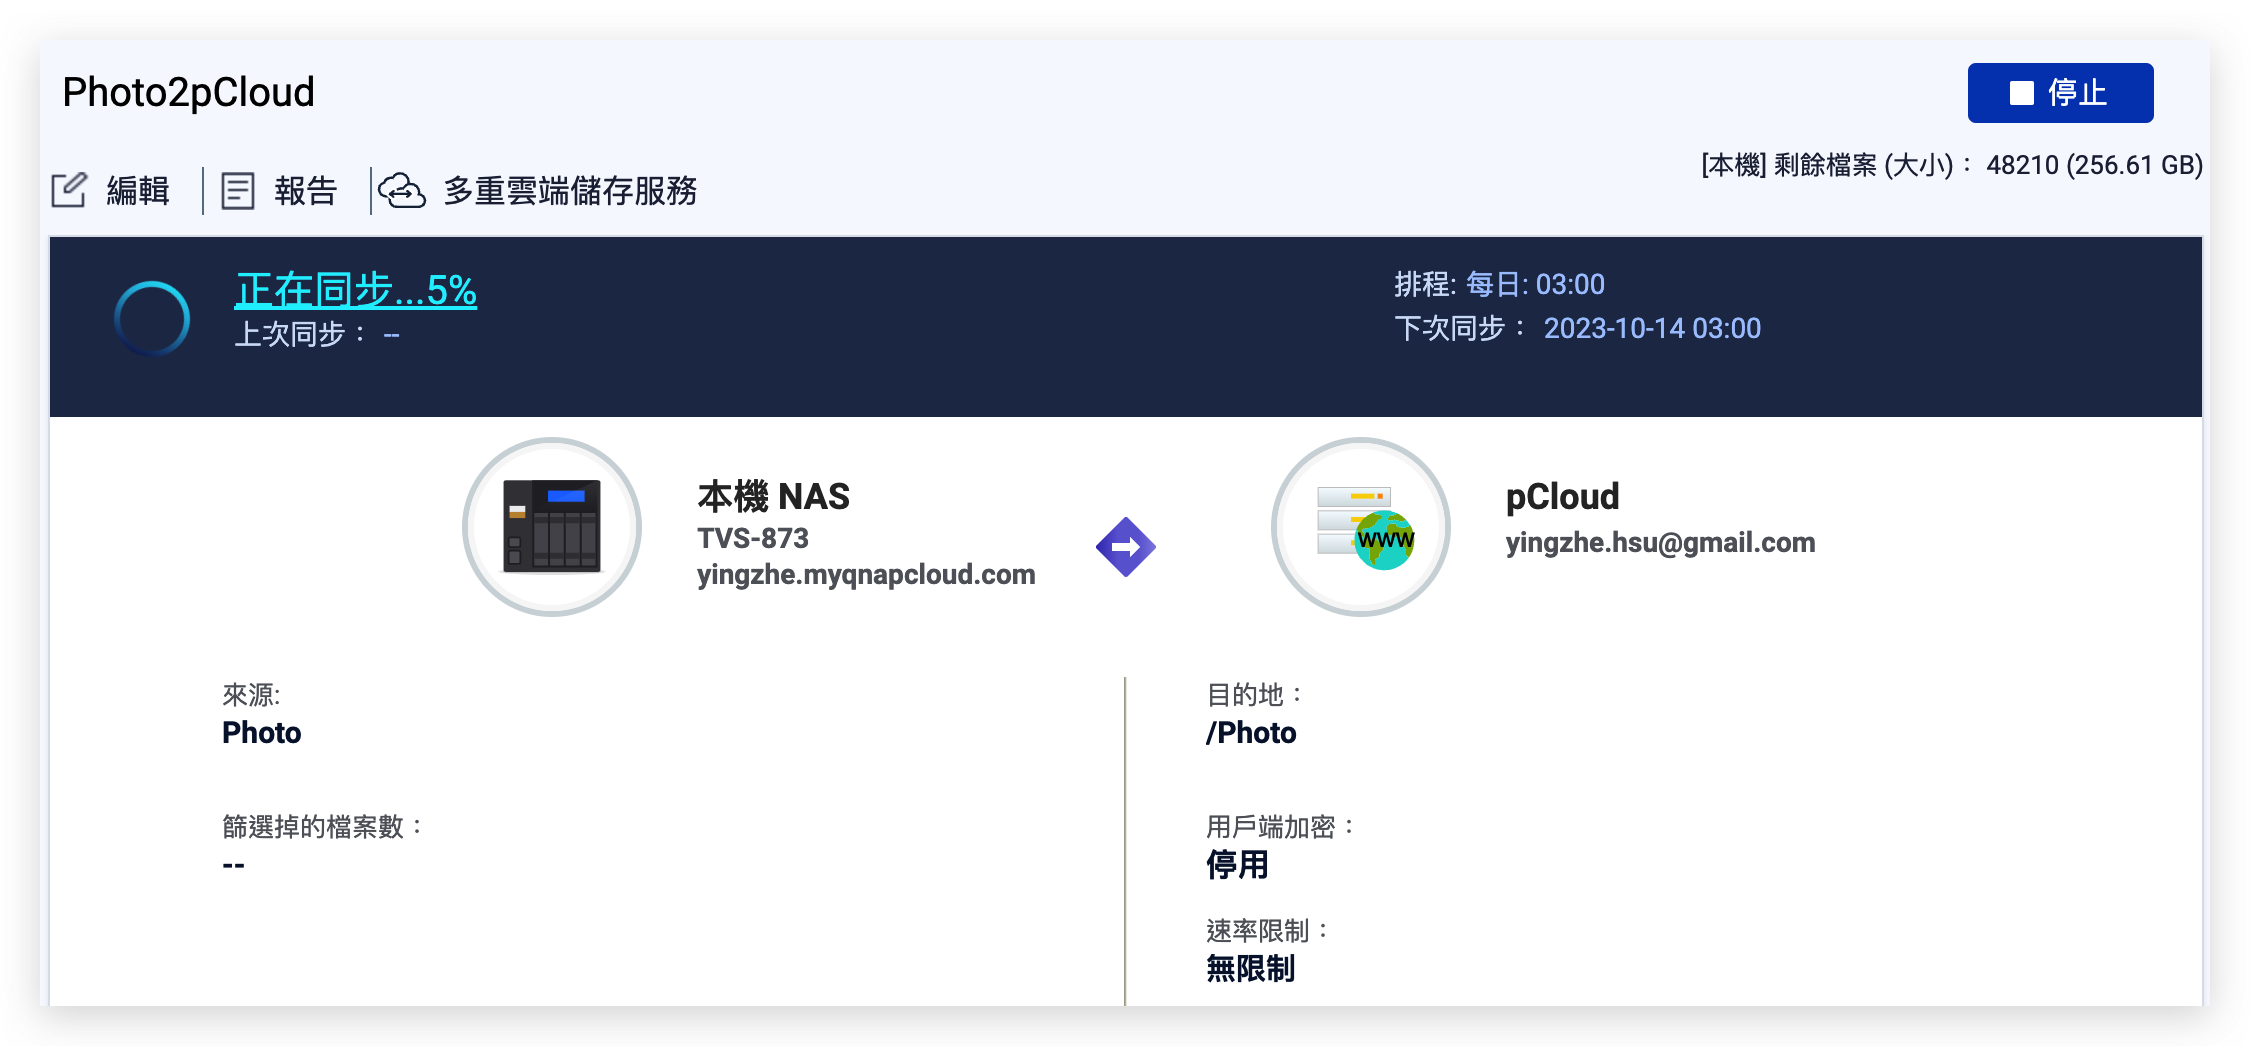 Photo2pCloud
停止
[本機] 剩餘檔案 (大小)： 48210 (256.61 GB)
編輯
報告
多重雲端儲存服務
正在同步...5%
上次同步： --
排程: 每日: 03:00
下次同步： 2023-10-14 03:00
本機 NAS
TVS-873
yingzhe.myqnapcloud.com
WWW
pCloud
yingzhe.hsu@gmail.com
來源:
Photo
篩選掉的檔案數：
--
目的地：
/Photo
用戶端加密：
停用
速率限制：
無限制